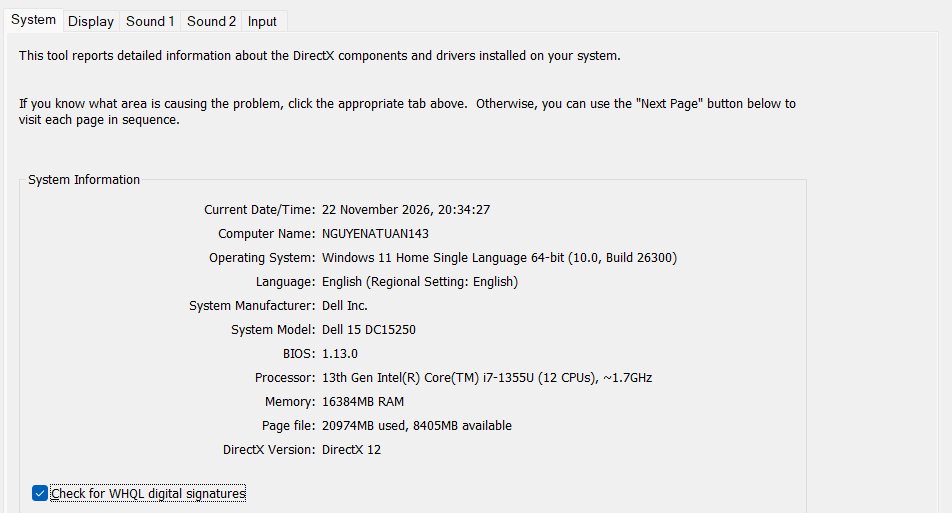 System Display Sound 1 Sound 2 Input
This tool reports detailed information about the DirectX components and drivers installed on your system.
If you know what area is causing the problem, click the appropriate tab above.  Otherwise, you can use the "Next Page" button below to
visit each page in sequence.
System Information
Current Date/Time: 22 November 2026, 20:34:27
Computer Name: NGUYENATUAN143
Operating System: Windows 11 Home Single Language 64-bit (10.0, Build 26300)
Language: English (Regional Setting: English)
System Manufacturer: Dell Inc.
System Model: Dell 15 DC15250
BIOS: 1.13.0
Processor: 13th Gen Intel(R) Core(TM) i7-1355U (12 CPUs), ~1.7GHz
Memory: 16384MB RAM
Page file: 20974MB used, 8405MB available
DirectX Version: DirectX 12
Check for WHQL digital signatures